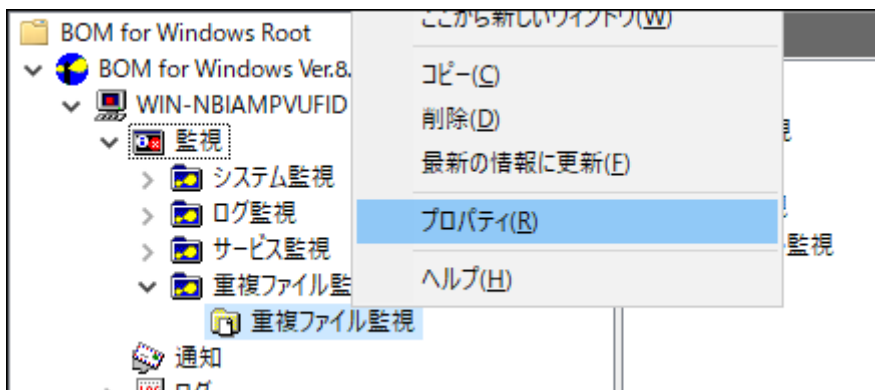 BOM for Windows Root
BOM for Windows Ver.8.
WIN-NBIAMPVUFID
監視
システム監視
ログ監視
サービス監視
重複ファイル監
重複ファイル監視
通知
ログ
ここから新しいウィンドウ(W)
コピー(C)
削除(D)
最新の情報に更新(F)
プロパティ(R)
ヘルプ(H)
監視